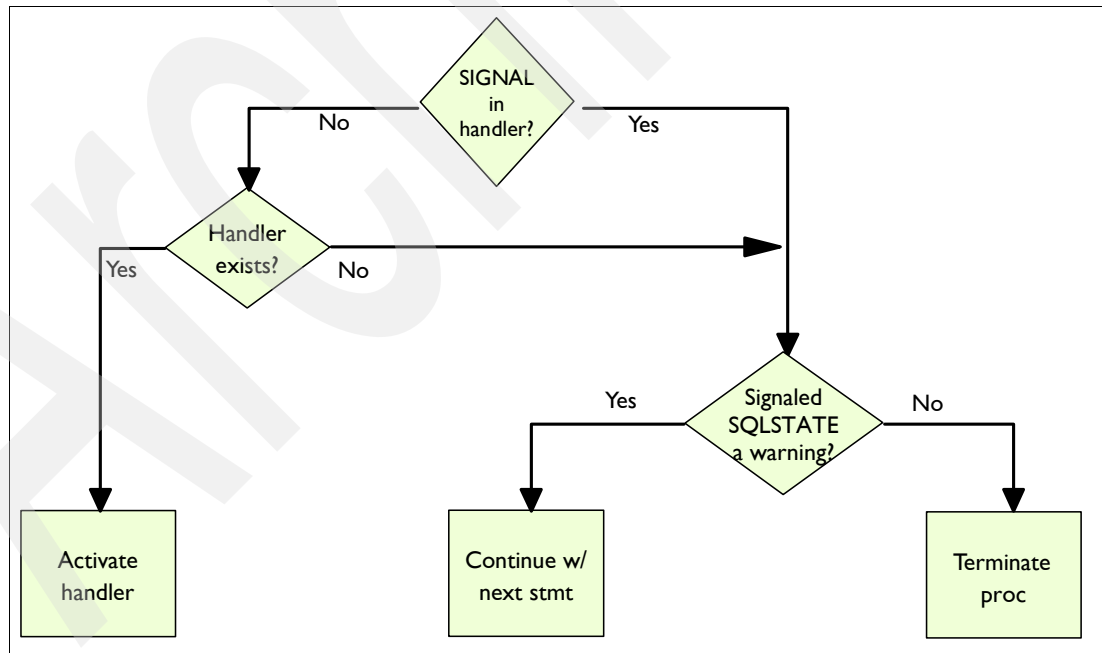 SIGNAL
in
handler?
No
Yes
Handler
exists?
Yes
No
Signaled
SQLSTATE
a warning?
Yes
No
Activate
handler
Continue w/
next stmt
Terminate
proc